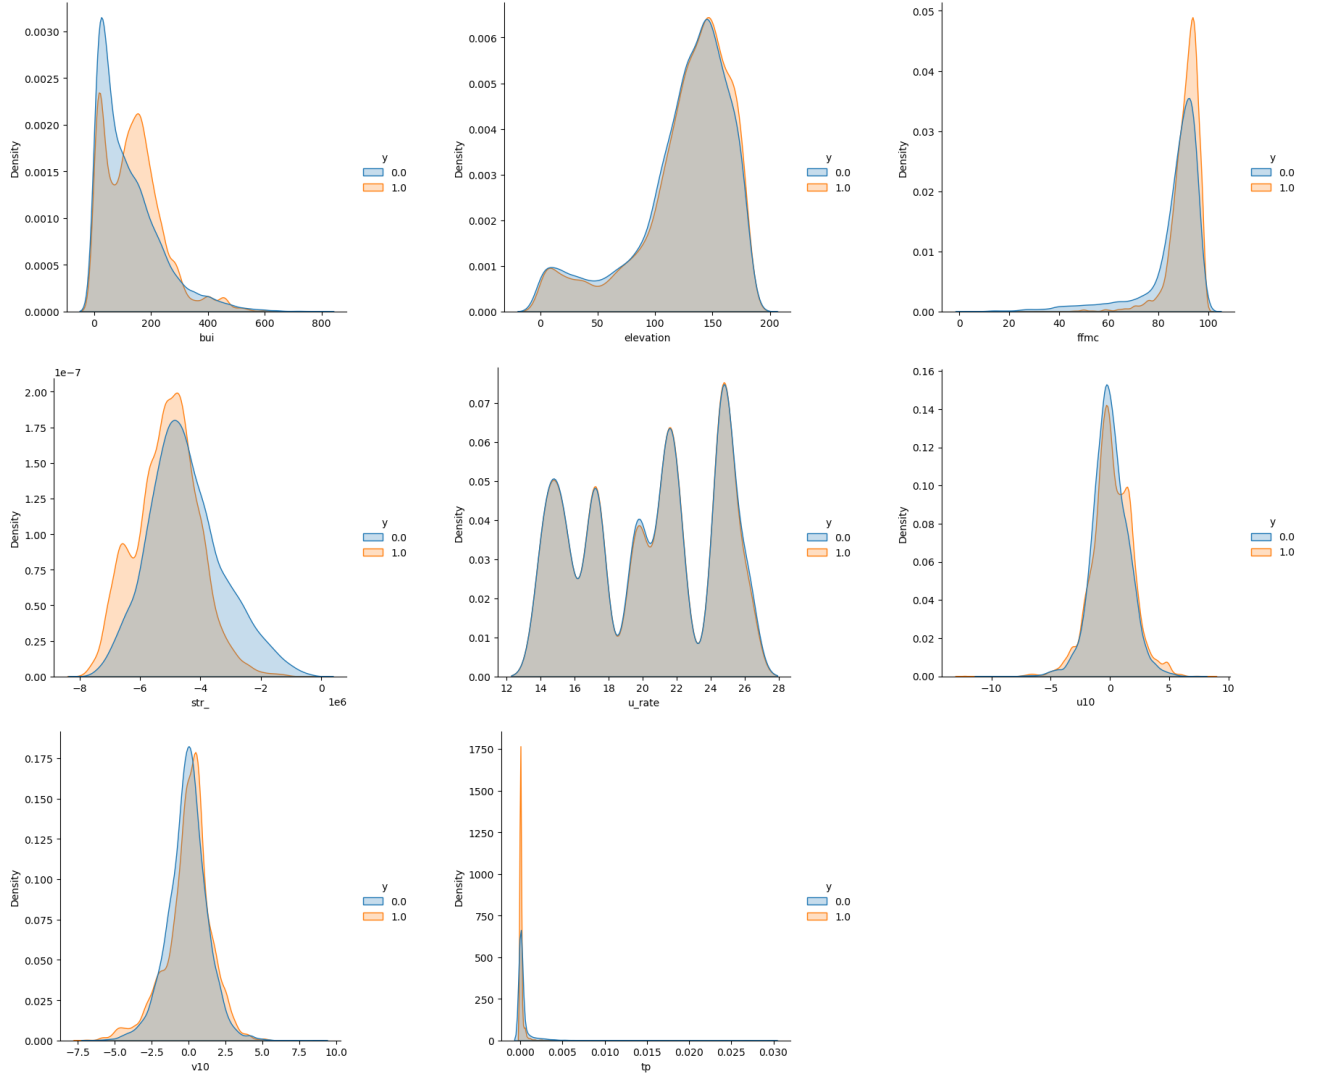 Density
0.0030
0.0025
0.0020
0.0015
0.0010
0.0005
0.0000
0 200 400 600 800
bui
y
0.0
1.0
Density
0.006
0.005
0.004
0.003
0.002
0.001
0.000
0 50 100 150 200
elevation
y
0.0
1.0
Density
0.05
0.04
0.03
0.02
0.01
0.00
0 20 40 60 80 100
ffmc
y
0.0
1.0
1e−7
Density
2.00
1.75
1.50
1.25
1.00
0.75
0.50
0.25
0.00
−8 −6 −4 −2 0
str_ 1e6
y
0.0
1.0
Density
0.07
0.06
0.05
0.04
0.03
0.02
0.01
0.00
12 14 16 18 20 22 24 26 28
u_rate
y
0.0
1.0
Density
0.16
0.14
0.12
0.10
0.08
0.06
0.04
0.02
0.00
−10 −5 0 5 10
u10
y
0.0
1.0
Density
0.175
0.150
0.125
0.100
0.075
0.050
0.025
0.000
−7.5 −5.0 −2.5 0.0 2.5 5.0 7.5 10.0
v10
y
0.0
1.0
Density
1750
1500
1250
1000
750
500
250
0
0.000 0.005 0.010 0.015 0.020 0.025 0.030
tp
y
0.0
1.0